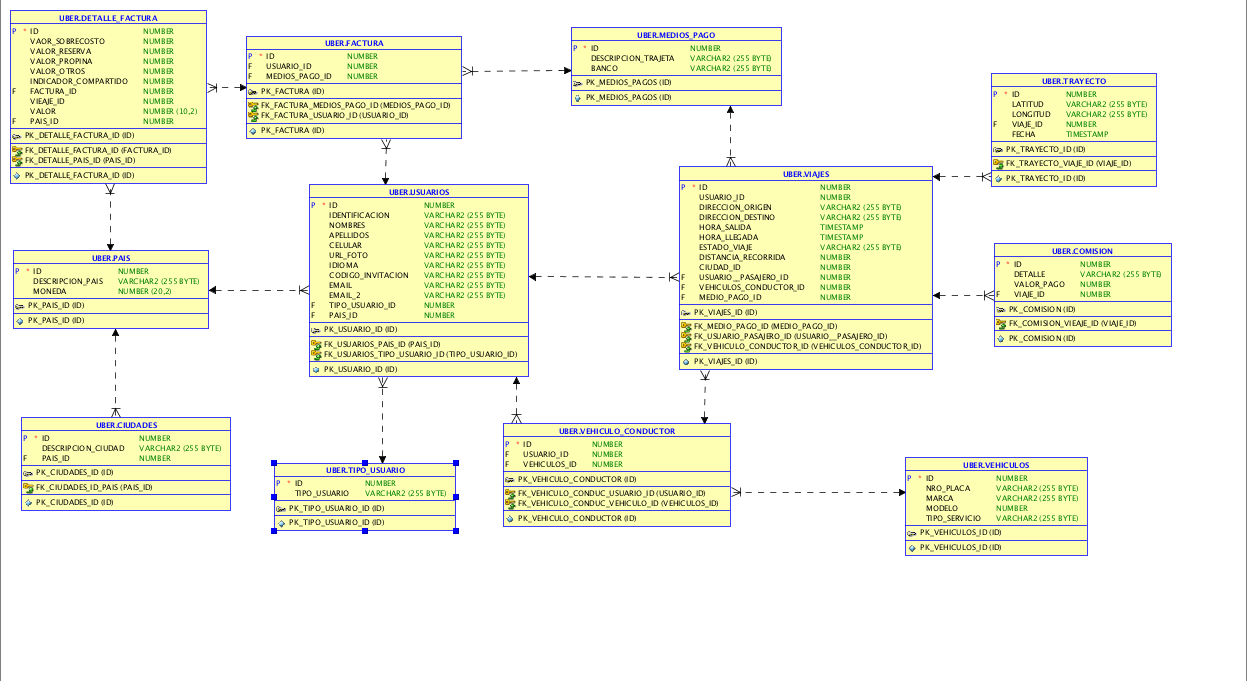 UBER.DETALLE_FACTURA
P * ID NUMBER
VAOR_SOBRECOSTO NUMBER
VALOR_RESERVA NUMBER
VALOR_PROPINA NUMBER
VALOR_OTROS NUMBER
INDICADOR_COMPARTIDO NUMBER
F FACTURA_ID NUMBER
VIEAJE_ID NUMBER
VALOR NUMBER (10,2)
F PAIS_ID NUMBER
PK_DETALLE_FACTURA_ID (ID)
FK_DETALLE_FACTURA_ID (FACTURA_ID)
FK_DETALLE_PAIS_ID (PAIS_ID)
PK_DETALLE_FACTURA_ID (ID)
UBER.FACTURA
P * ID NUMBER
F USUARIO_ID NUMBER
F MEDIOS_PAGO_ID NUMBER
PK_FACTURA (ID)
FK_FACTURA_MEDIOS_PAGO_ID (MEDIOS_PAGO_ID)
FK_FACTURA_USUARIO_ID (USUARIO_ID)
PK_FACTURA (ID)
UBER.MEDIOS_PAGO
P * ID NUMBER
DESCRIPCION_TRAJETA VARCHAR2 (255 BYTE)
BANCO VARCHAR2 (255 BYTE)
PK_MEDIOS_PAGOS (ID)
PK_MEDIOS_PAGOS (ID)
UBER.TRAYECTO
P * ID NUMBER
LATITUD VARCHAR2 (255 BYTE)
LONGITUD VARCHAR2 (255 BYTE)
F VIAJE_ID NUMBER
FECHA TIMESTAMP
PK_TRAYECTO_ID (ID)
FK_TRAYECTO_VIAJE_ID (VIAJE_ID)
PK_TRAYECTO_ID (ID)
UBER.USUARIOS
P * ID NUMBER
IDENTIFICACION VARCHAR2 (255 BYTE)
NOMBRES VARCHAR2 (255 BYTE)
APELLIDOS VARCHAR2 (255 BYTE)
CELULAR VARCHAR2 (255 BYTE)
URL_FOTO VARCHAR2 (255 BYTE)
IDIOMA VARCHAR2 (255 BYTE)
CODIGO_INVITACION VARCHAR2 (255 BYTE)
EMAIL VARCHAR2 (255 BYTE)
EMAIL_2 VARCHAR2 (255 BYTE)
F TIPO_USUARIO_ID NUMBER
F PAIS_ID NUMBER
PK_USUARIO_ID (ID)
FK_USUARIOS_PAIS_ID (PAIS_ID)
FK_USUARIOS_TIPO_USUARIO_ID (TIPO_USUARIO_ID)
PK_USUARIO_ID (ID)
UBER.VIAJES
P * ID NUMBER
USUARIO_ID NUMBER
DIRECCION_ORIGEN VARCHAR2 (255 BYTE)
DIRECCION_DESTINO VARCHAR2 (255 BYTE)
HORA_SALIDA TIMESTAMP
HORA_LLEGADA TIMESTAMP
ESTADO_VIAJE VARCHAR2 (255 BYTE)
DISTANCIA_RECORRIDA NUMBER
CIUDAD_ID NUMBER
F USUARIO__PASAJERO_ID NUMBER
F VEHICULOS_CONDUCTOR_ID NUMBER
F MEDIO_PAGO_ID NUMBER
PK_VIAJES_ID (ID)
FK_MEDIO_PAGO_ID (MEDIO_PAGO_ID)
FK_USUARIO_PASAJERO_ID (USUARIO__PASAJERO_ID)
FK_VEHICULO_CONDUCTOR_ID (VEHICULOS_CONDUCTOR_ID)
PK_VIAJES_ID (ID)
UBER.COMISION
P * ID NUMBER
DETALLE VARCHAR2 (255 BYTE)
VALOR_PAGO NUMBER
F VIAJE_ID NUMBER
PK_COMISION (ID)
FK_COMISION_VIEAJE_ID (VIAJE_ID)
PK_COMISION (ID)
UBER.PAIS
P * ID NUMBER
DESCRIPCION_PAIS VARCHAR2 (255 BYTE)
MONEDA NUMBER (20,2)
PK_PAIS_ID (ID)
PK_PAIS_ID (ID)
UBER.CIUDADES
P * ID NUMBER
DESCRIPCION_CIUDAD VARCHAR2 (255 BYTE)
F PAIS_ID NUMBER
PK_CIUDADES_ID (ID)
FK_CIUDADES_ID_PAIS (PAIS_ID)
PK_CIUDADES_ID (ID)
UBER.TIPO_USUARIO
P * ID NUMBER
TIPO_USUARIO VARCHAR2 (255 BYTE)
PK_TIPO_USUARIO_ID (ID)
PK_TIPO_USUARIO_ID (ID)
UBER.VEHICULO_CONDUCTOR
P * ID NUMBER
F USUARIO_ID NUMBER
F VEHICULOS_ID NUMBER
PK_VEHICULO_CONDUCTOR (ID)
FK_VEHICULO_CONDUC_USUARIO_ID (USUARIO_ID)
FK_VEHICULO_CONDUC_VEHICULO_ID (VEHICULOS_ID)
PK_VEHICULO_CONDUCTOR (ID)
UBER.VEHICULOS
P * ID NUMBER
NRO_PLACA VARCHAR2 (255 BYTE)
MARCA VARCHAR2 (255 BYTE)
MODELO NUMBER
TIPO_SERVICIO VARCHAR2 (255 BYTE)
PK_VEHICULOS_ID (ID)
PK_VEHICULOS_ID (ID)